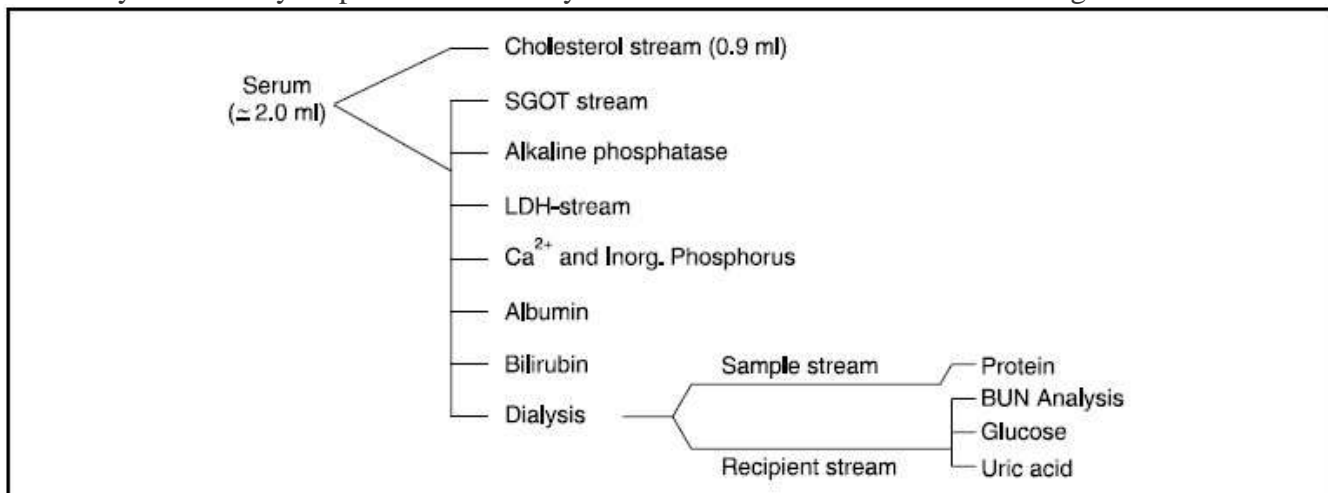 Cholesterol stream (0.9 ml)
Serum
(≃2.0 ml)
SGOT stream
Alkaline phosphatase
LDH-stream
Ca²⁺ and Inorg. Phosphorus
Albumin
Bilirubin
Sample stream
Protein
BUN Analysis
Dialysis
Glucose
Recipient stream
Uric acid